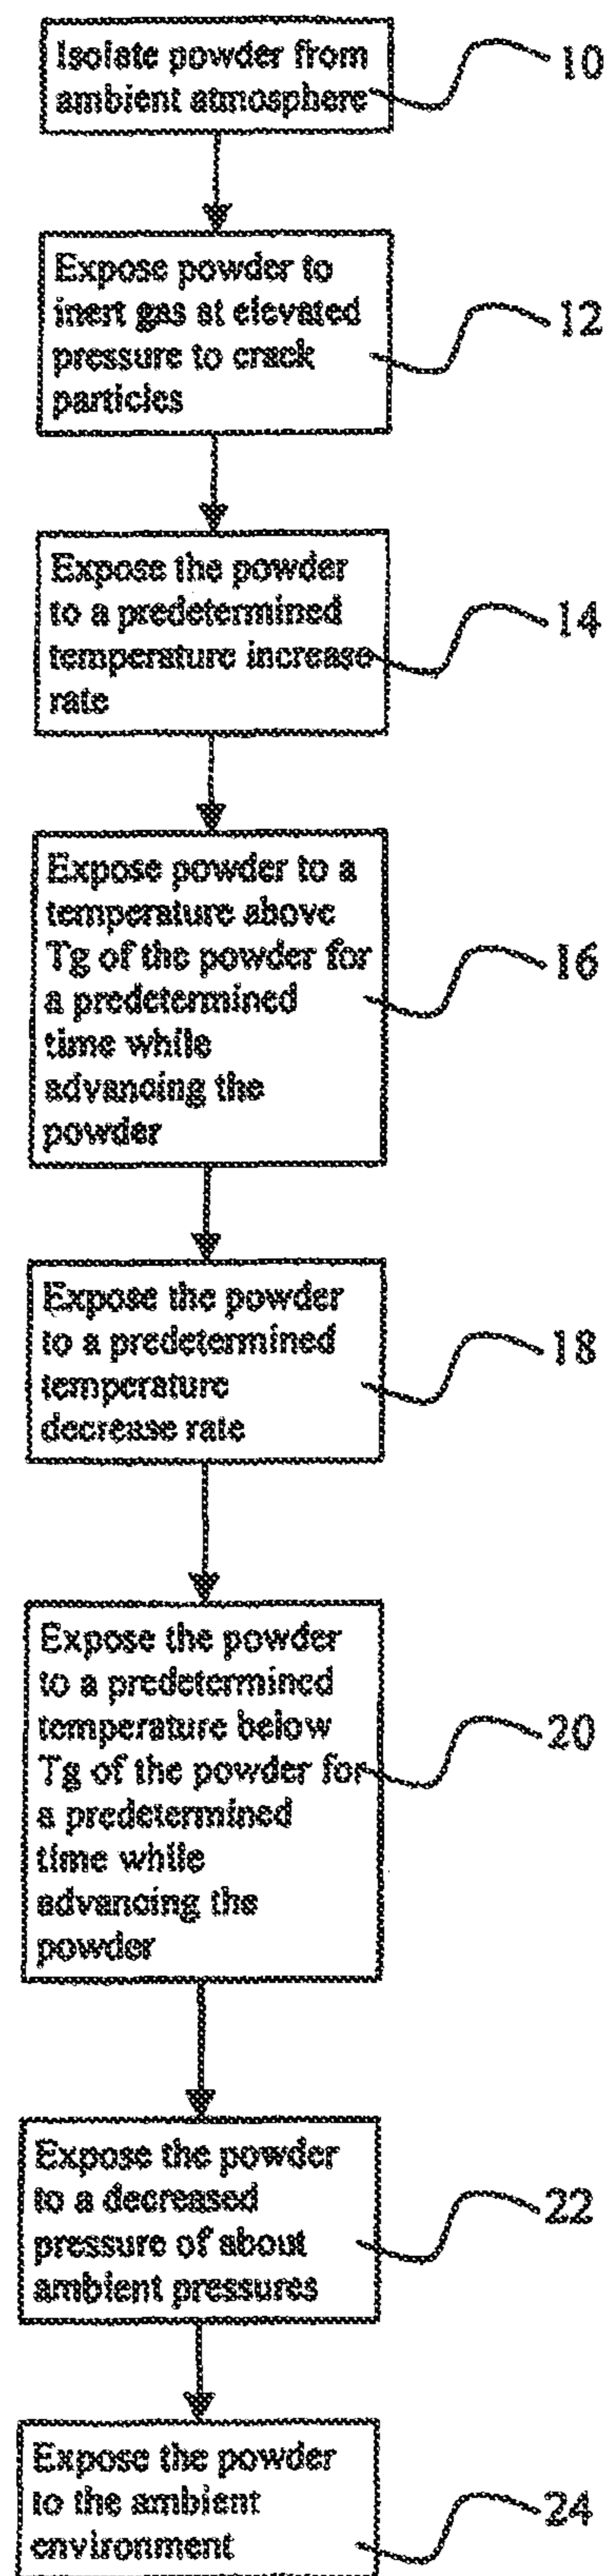 Isolate powder from
ambient atmosphere
10
Expose powder to
inert gas at elevated
pressure to crack
particles
12
Expose the powder
to a predetermined
temperature increase
rate
14
Expose powder to a
temperature above
Tg of the powder for
a predetermined
time while
advancing the
powder
16
Expose the powder
to a predetermined
temperature
decrease rate
18
Expose the powder
to a predetermined
temperature below
Tg of the powder for
a predetermined
time while
advancing the
powder
20
Expose the powder
to a decreased
pressure of about
ambient pressures
22
Expose the powder
to the ambient
environment
24